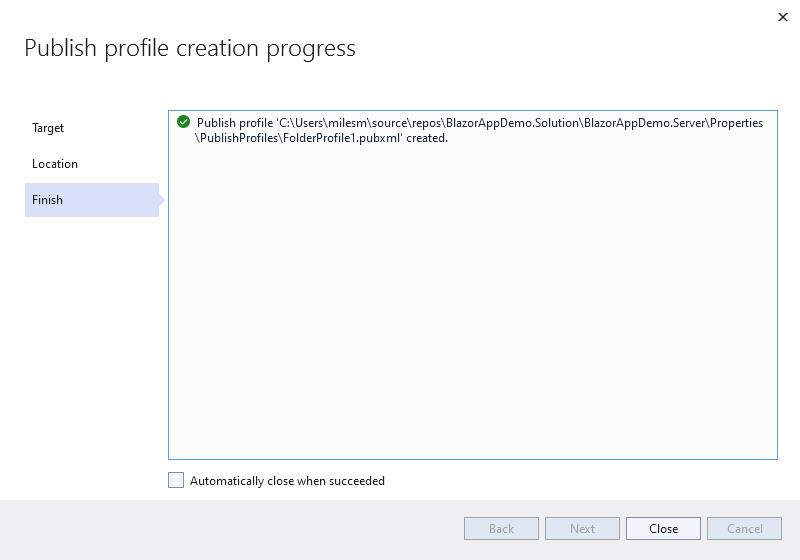 Publish profile creation progress
Target
Location
Finish
Publish profile 'C:\Users\milesm\source\repos\BlazorAppDemo.Solution\BlazorAppDemo.Server\Properties
\PublishProfiles\FolderProfile1.pubxml' created.
Automatically close when succeeded
Back
Next
Close
Cancel